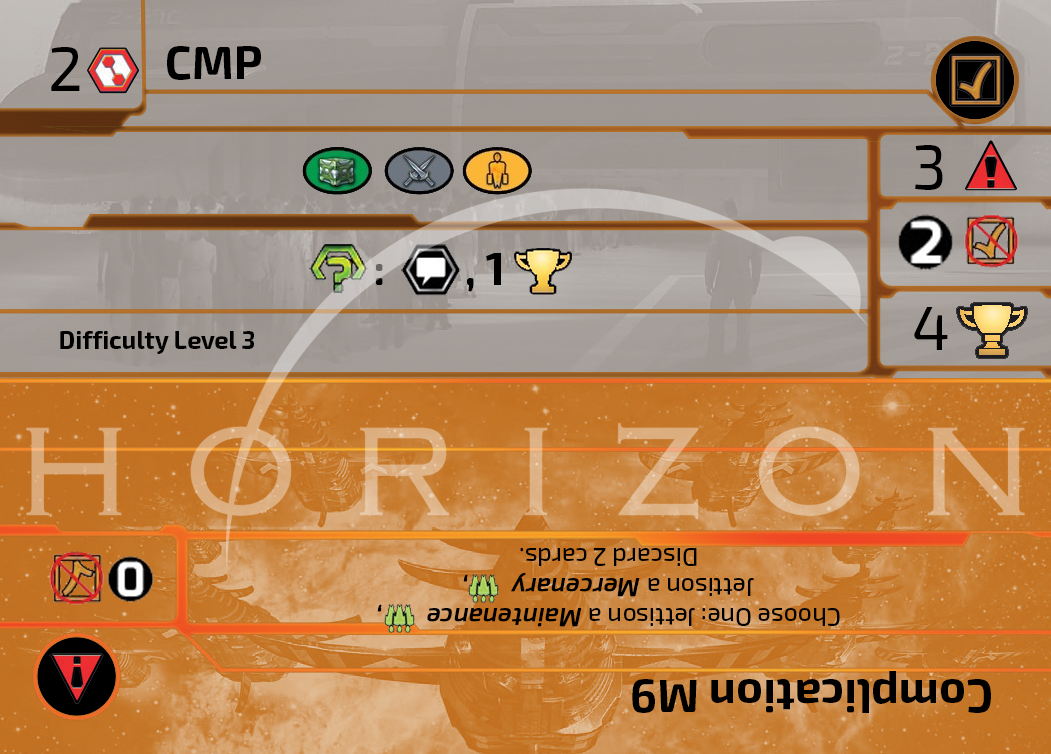 2 CMP
3
2
: , 1
4
Difficulty Level 3
HORIZON
Complication M9
Choose One: Jettison a Maintenance ,
Jettison a Mercenary ,
Discard 2 cards.
0